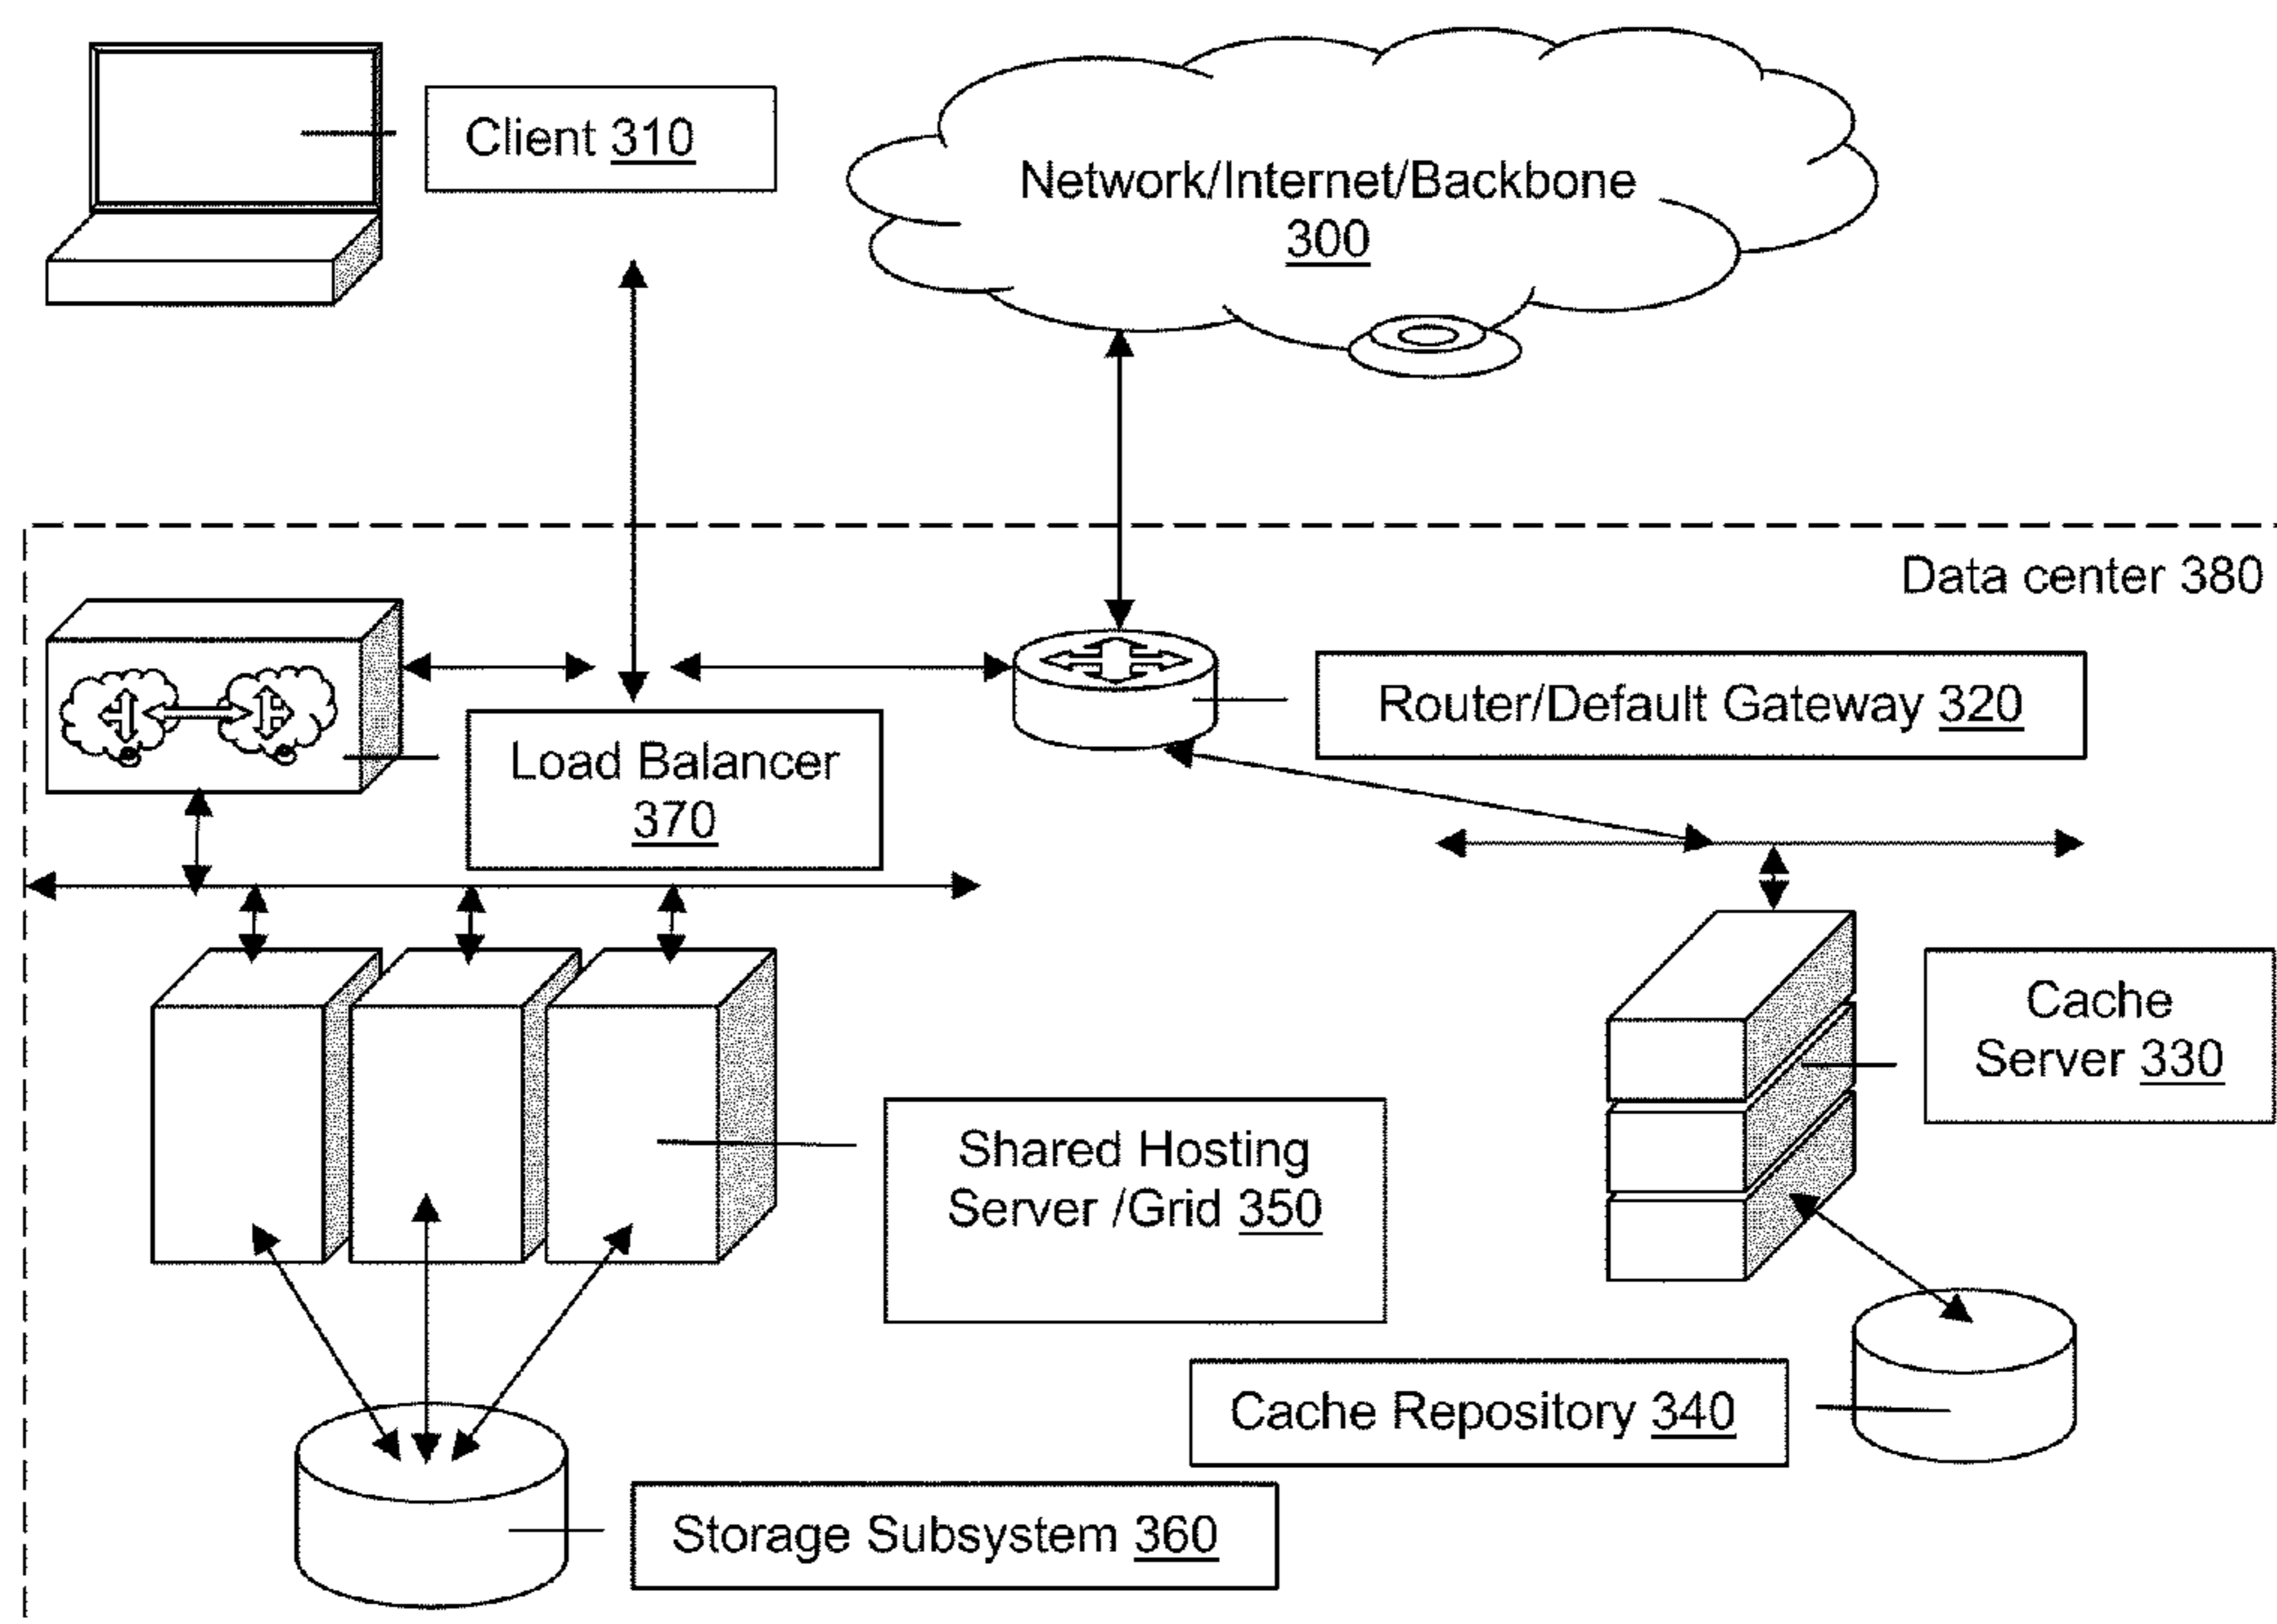 Client 310
Network/Internet/Backbone
300
Data center 380
Router/Default Gateway 320
Load Balancer
370
Cache
Server 330
Shared Hosting
Server /Grid 350
Cache Repository 340
Storage Subsystem 360